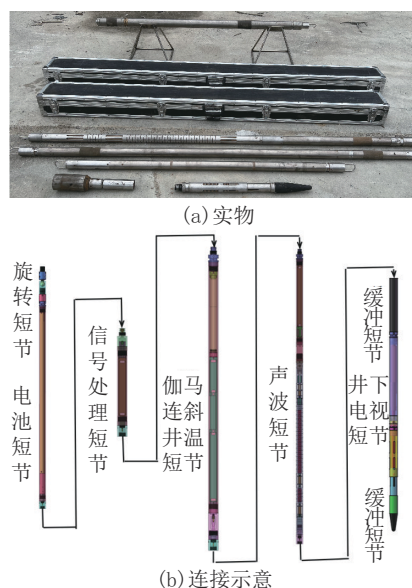 (a)实物
旋转短节
电池短节
信号处理短节
伽马
连斜
井温
短节
声波短节
缓冲短节
井下
电视
短节
缓冲短节
(b)连接示意